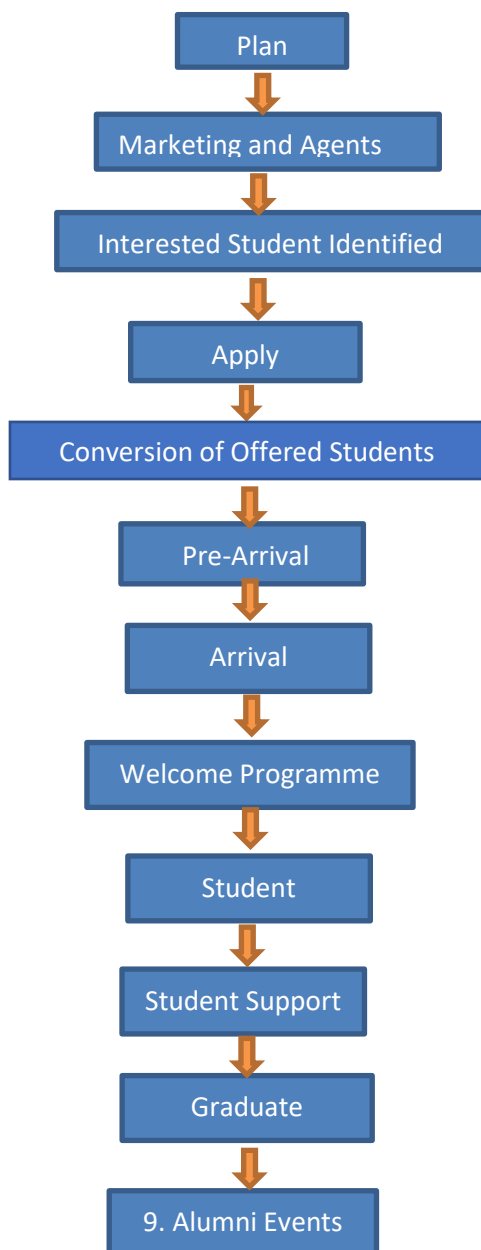 Plan
Marketing and Agents
Interested Student Identified
Apply
Conversion of Offered Students
Pre-Arrival
Arrival
Welcome Programme
Student
Student Support
Graduate
9. Alumni Events